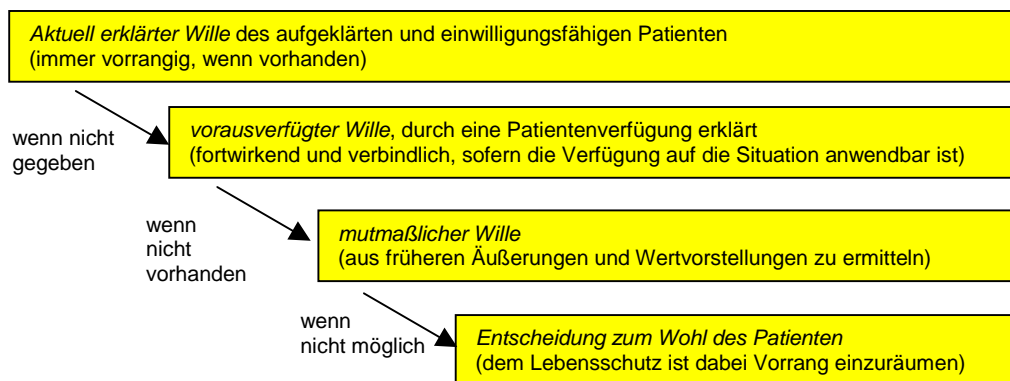 Aktuell erklärter Wille des aufgeklärten und einwilligungsfähigen Patienten
(immer vorrangig, wenn vorhanden)
wenn nicht
gegeben
vorausverfügter Wille, durch eine Patientenverfügung erklärt
(fortwirkend und verbindlich, sofern die Verfügung auf die Situation anwendbar ist)
wenn
nicht
vorhanden
mutmaßlicher Wille
(aus früheren Äußerungen und Wertvorstellungen zu ermitteln)
wenn
nicht möglich
Entscheidung zum Wohl des Patienten
(dem Lebensschutz ist dabei Vorrang einzuräumen)